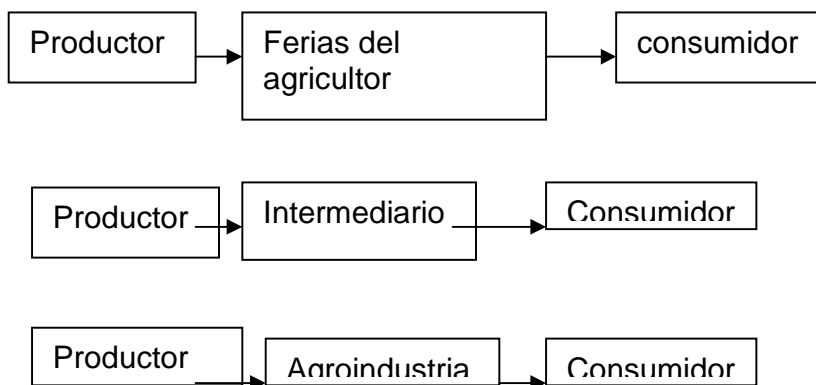 Productor
Ferias del
agricultor
consumidor
Productor
Intermediario
Consumidor
Productor
Agroindustria
Consumidor